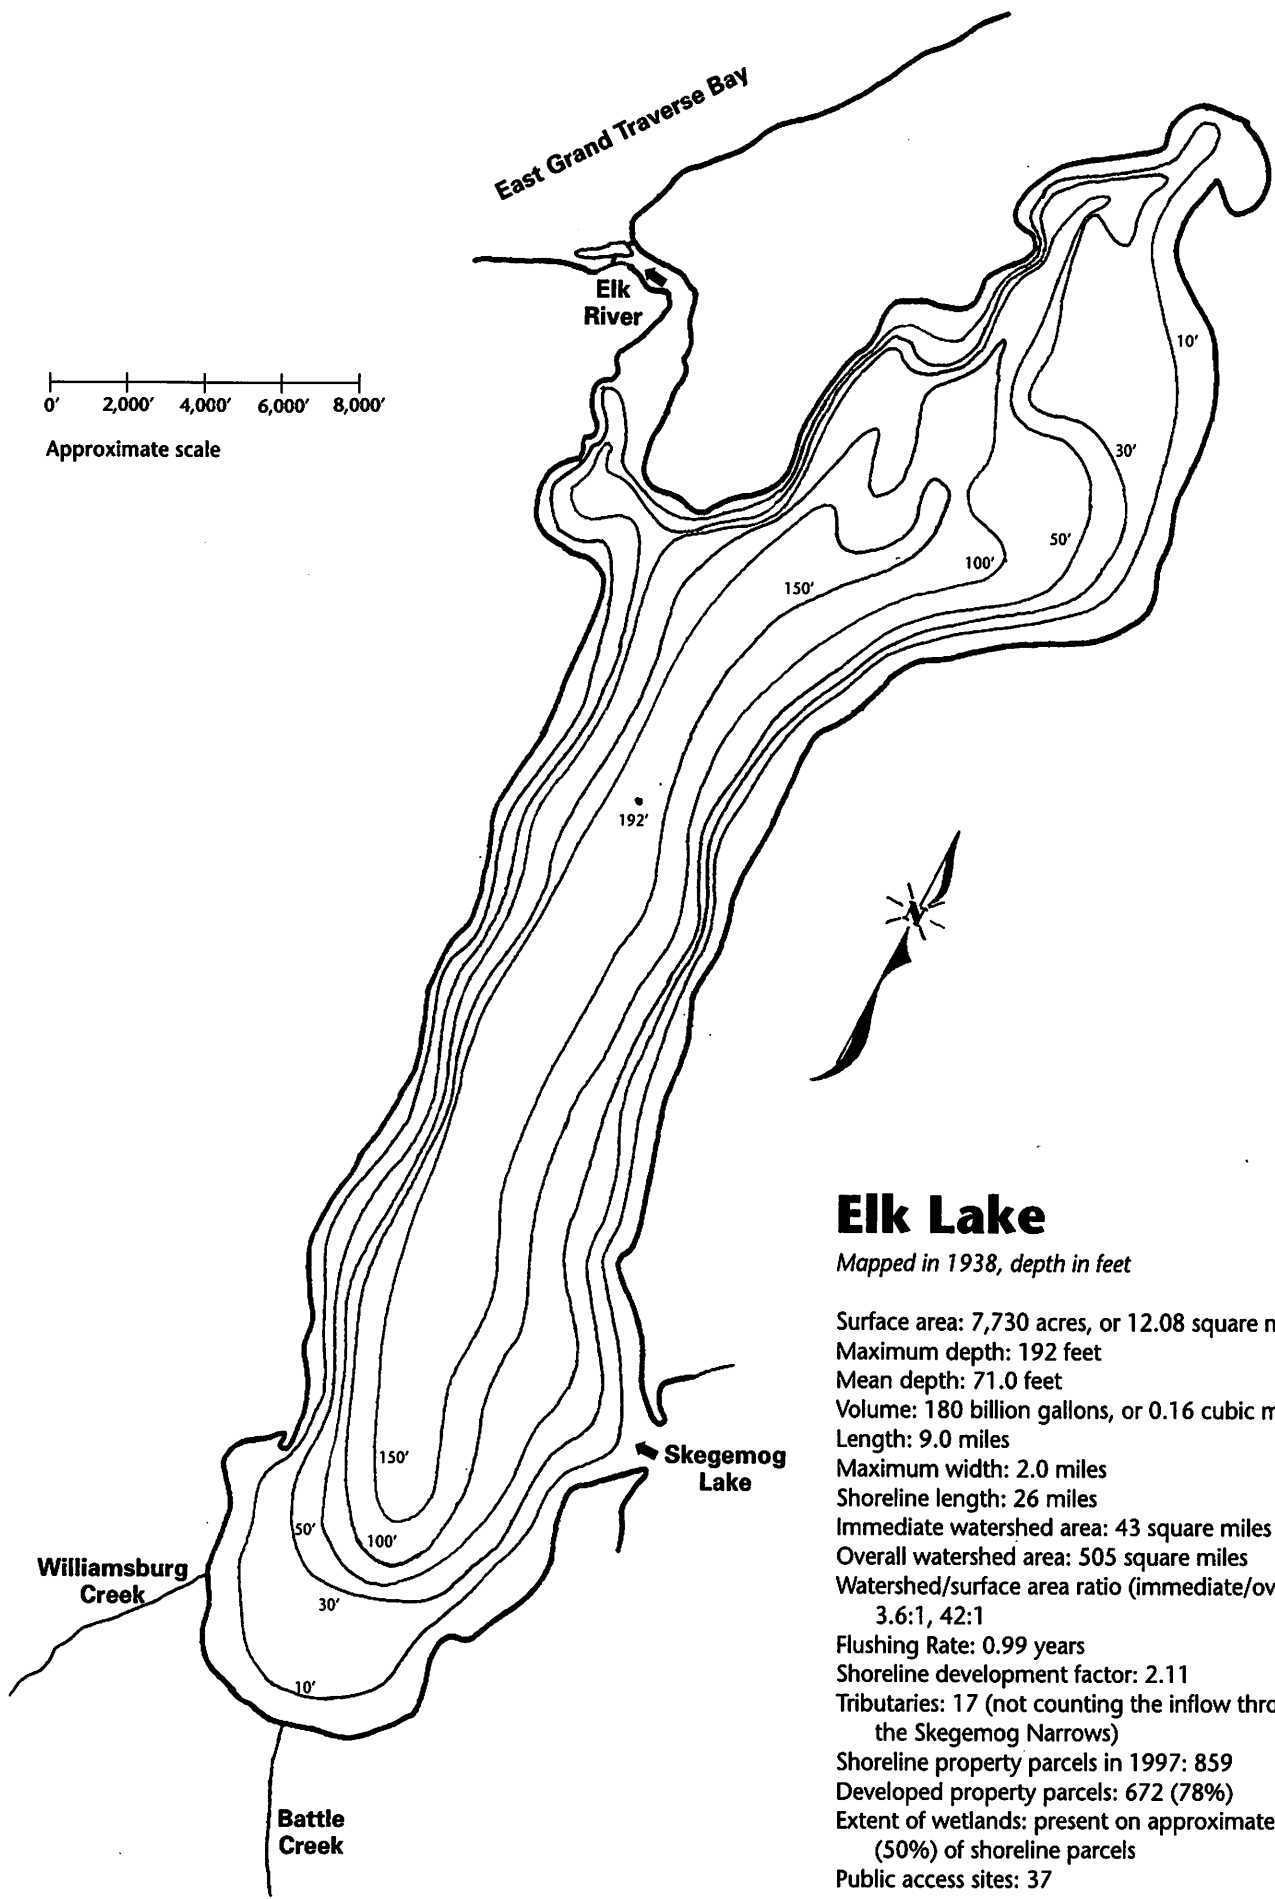 East Grand Traverse Bay
Elk
River
0' 2,000' 4,000' 6,000' 8,000'
Approximate scale
10'
30'
50'
100'
150'
192'
N
Elk Lake
Mapped in 1938, depth in feet
Surface area: 7,730 acres, or 12.08 square
Maximum depth: 192 feet
Mean depth: 71.0 feet
Volume: 180 billion gallons, or 0.16 cubic
Length: 9.0 miles
Maximum width: 2.0 miles
Shoreline length: 26 miles
Immediate watershed area: 43 square miles
Overall watershed area: 505 square miles
Watershed/surface area ratio (immediate/ov
3.6:1, 42:1
Flushing Rate: 0.99 years
Shoreline development factor: 2.11
Tributaries: 17 (not counting the inflow thro
the Skegemog Narrows)
Shoreline property parcels in 1997: 859
Developed property parcels: 672 (78%)
Extent of wetlands: present on approximate
(50%) of shoreline parcels
Public access sites: 37
150'
Skegemog
Lake
50'
100'
Williamsburg
Creek
30'
10'
Battle
Creek